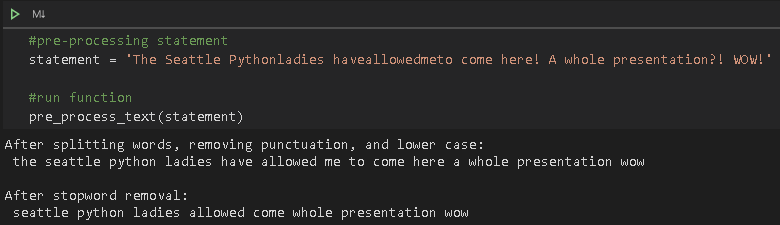 M↓
#pre-processing statement
statement = 'The Seattle Pythonladies haveallowedmeto come here! A whole presentation?! WOW!'
#run function
pre_process_text(statement)
After splitting words, removing punctuation, and lower case:
the seattle python ladies have allowed me to come here a whole presentation wow
After stopword removal:
seattle python ladies allowed come whole presentation wow